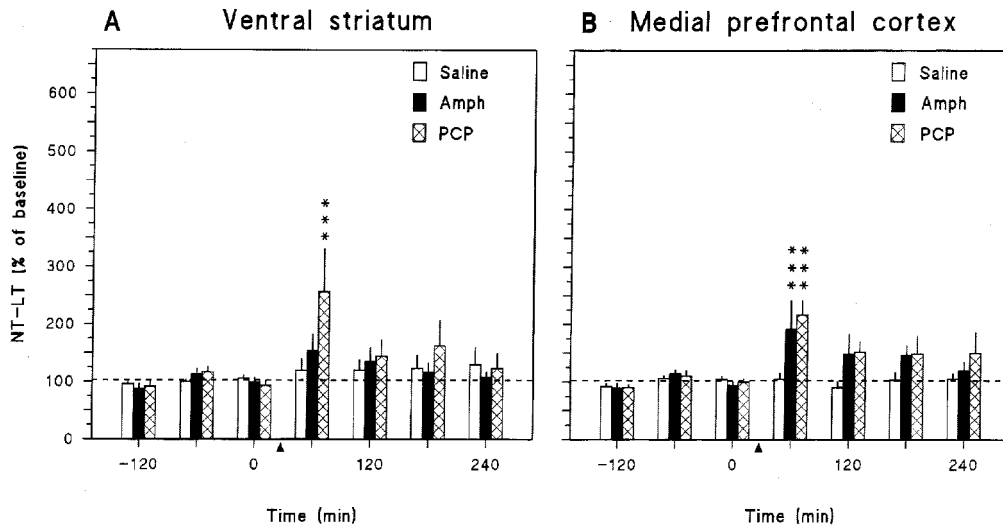 A Ventral striatum
NT-LT (% of baseline)
600
500
400
300
200
100
0
Saline
Amph
PCP
***
-120 0 120 240
Time (min)
B Medial prefrontal cortex
Saline
Amph
PCP
*** ***
-120 0 120 240
Time (min)